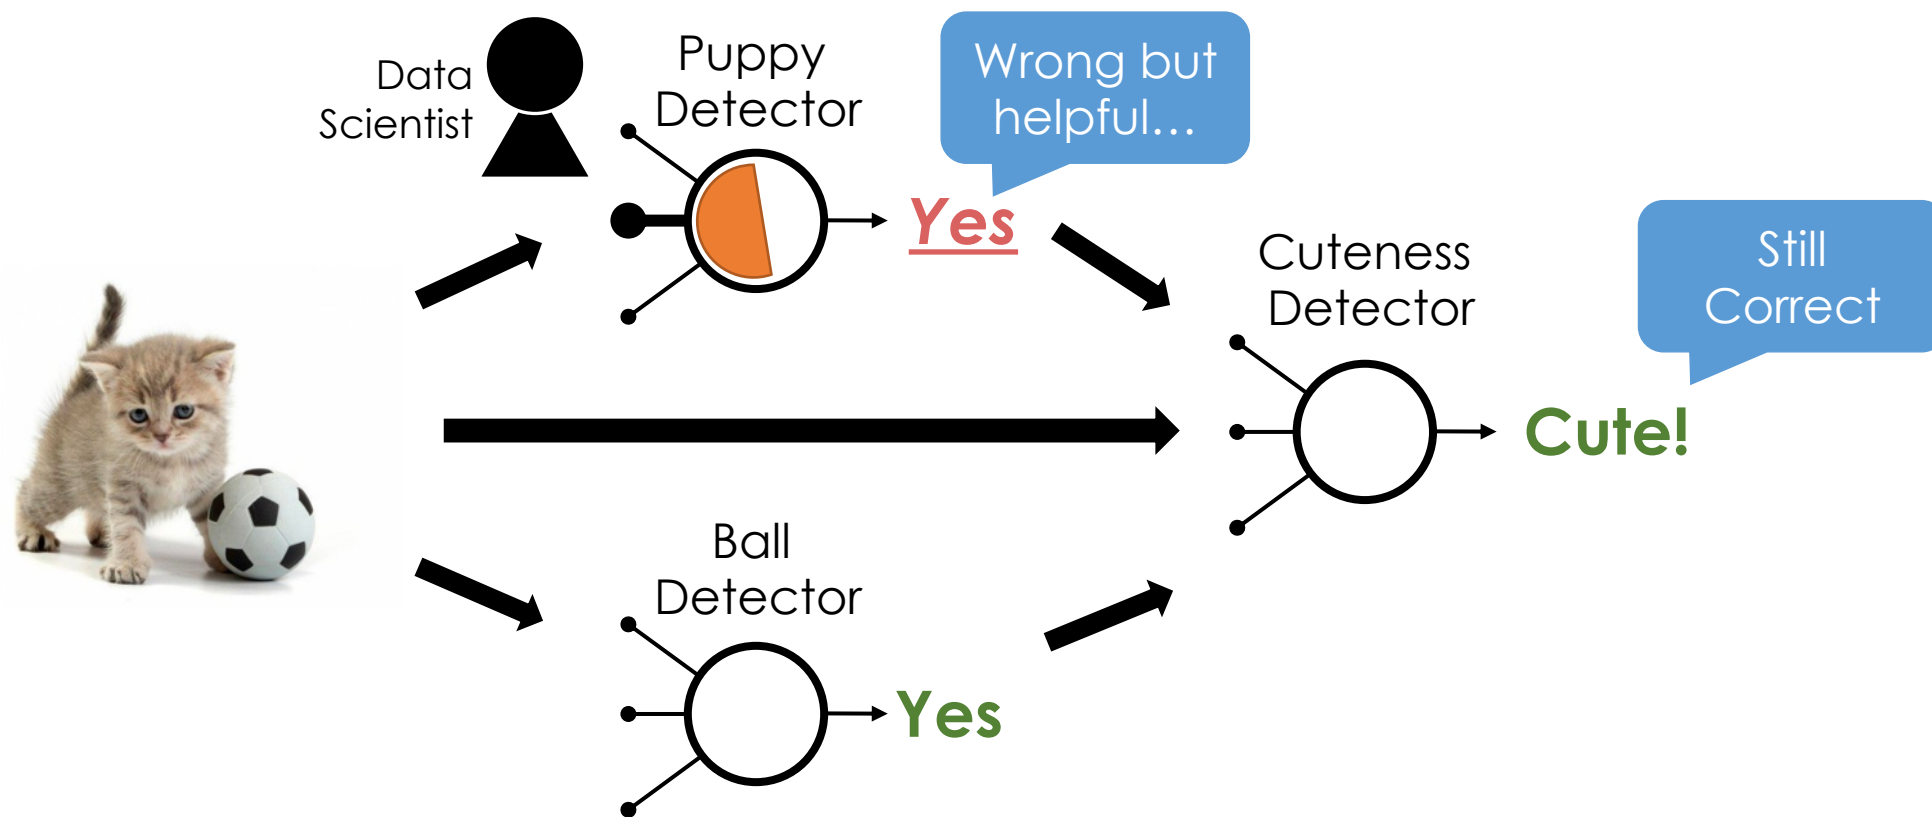 Data
Scientist
Puppy
Detector
Wrong but
helpful…
Yes
Cuteness
Detector
Still
Correct
Cute!
Ball
Detector
Yes